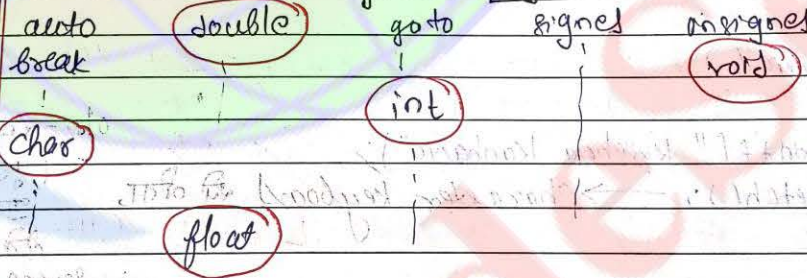 auto double goto signed unsigned
break void
int
char
float